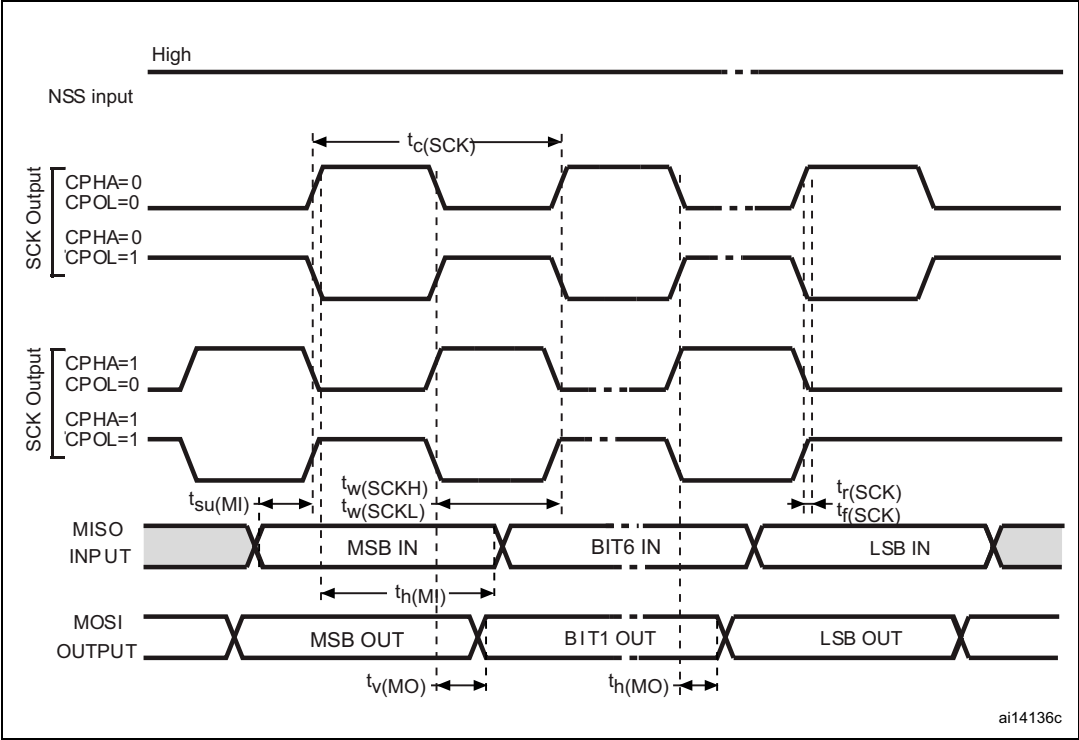 High
NSS input
tc(SCK)
SCK Output
CPHA=0
CPOL=0
CPHA=0
CPOL=1
SCK Output
CPHA=1
CPOL=0
CPHA=1
CPOL=1
tsu(MI)
tw(SCKH)
tw(SCKL)
tr(SCK)
tf(SCK)
MISO
INPUT
MSB IN
BIT6 IN
LSB IN
th(MI)
MOSI
OUTPUT
MSB OUT
BIT1 OUT
LSB OUT
tv(MO)
th(MO)
ai14136c